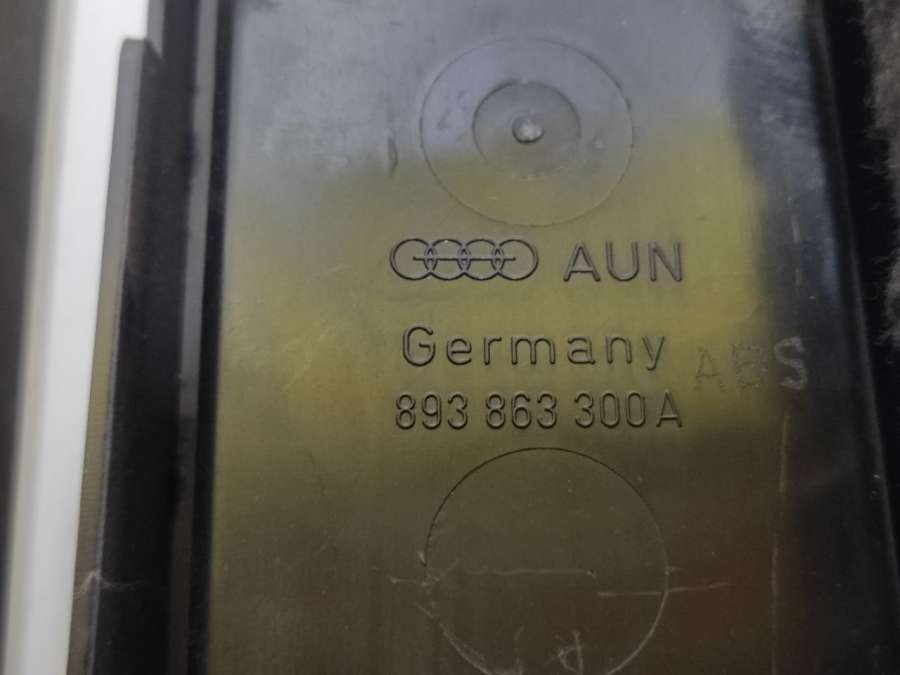 AUN
Germany
ABS
893 863 300 A